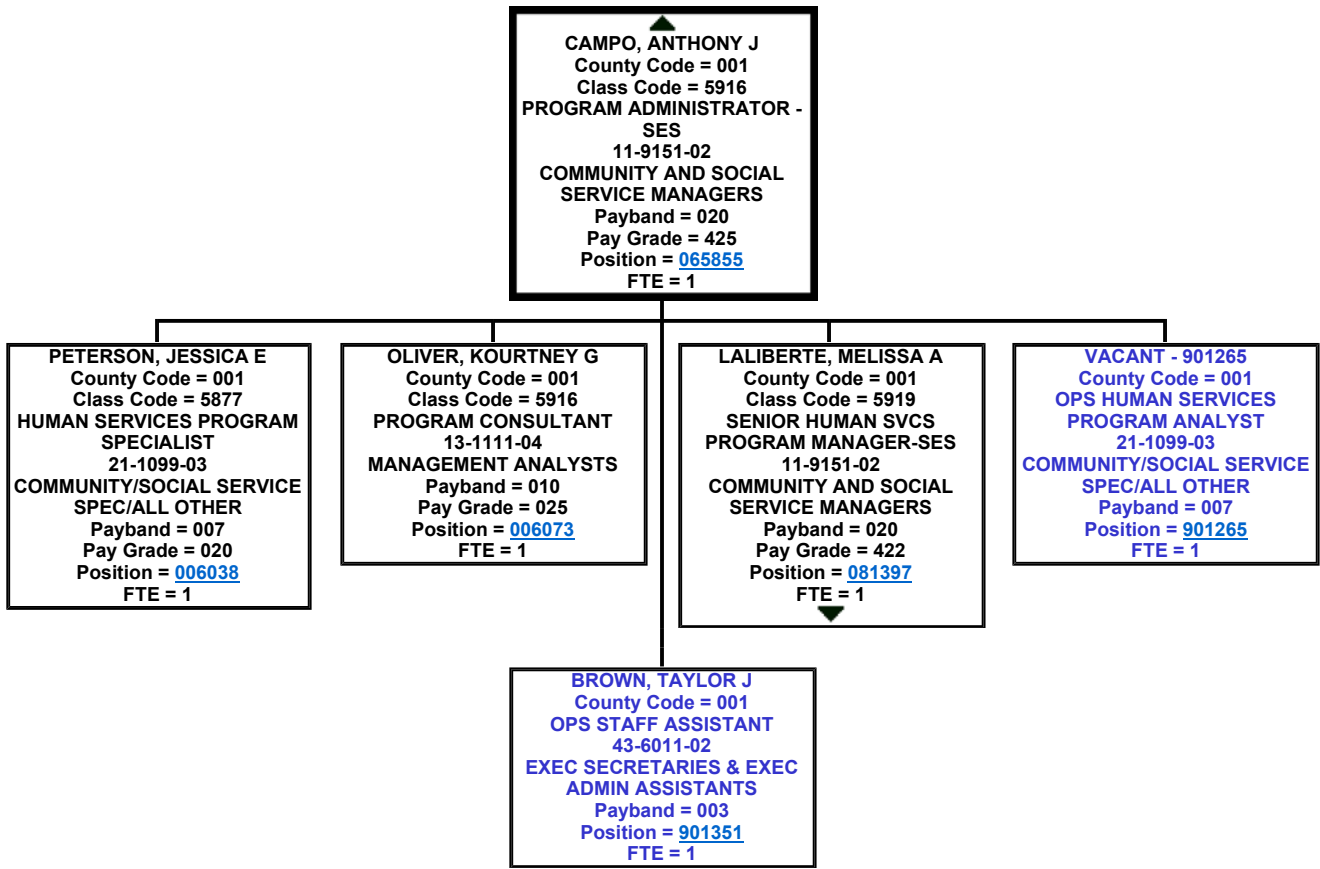 CAMPO, ANTHONY J
County Code = 001
Class Code = 5916
PROGRAM ADMINISTRATOR -
SES
11-9151-02
COMMUNITY AND SOCIAL
SERVICE MANAGERS
Payband = 020
Pay Grade = 425
Position = 065855
FTE = 1
PETERSON, JESSICA E
County Code = 001
Class Code = 5877
HUMAN SERVICES PROGRAM
SPECIALIST
21-1099-03
COMMUNITY/SOCIAL SERVICE
SPEC/ALL OTHER
Payband = 007
Pay Grade = 020
Position = 006038
FTE = 1
OLIVER, KOURTNEY G
County Code = 001
Class Code = 5916
PROGRAM CONSULTANT
13-1111-04
MANAGEMENT ANALYSTS
Payband = 010
Pay Grade = 025
Position = 006073
FTE = 1
LALIBERTE, MELISSA A
County Code = 001
Class Code = 5919
SENIOR HUMAN SVCS
PROGRAM MANAGER-SES
11-9151-02
COMMUNITY AND SOCIAL
SERVICE MANAGERS
Payband = 020
Pay Grade = 422
Position = 081397
FTE = 1
VACANT - 901265
County Code = 001
OPS HUMAN SERVICES
PROGRAM ANALYST
21-1099-03
COMMUNITY/SOCIAL SERVICE
SPEC/ALL OTHER
Payband = 007
Position = 901265
FTE = 1
BROWN, TAYLOR J
County Code = 001
OPS STAFF ASSISTANT
43-6011-02
EXEC SECRETARIES & EXEC
ADMIN ASSISTANTS
Payband = 003
Position = 901351
FTE = 1